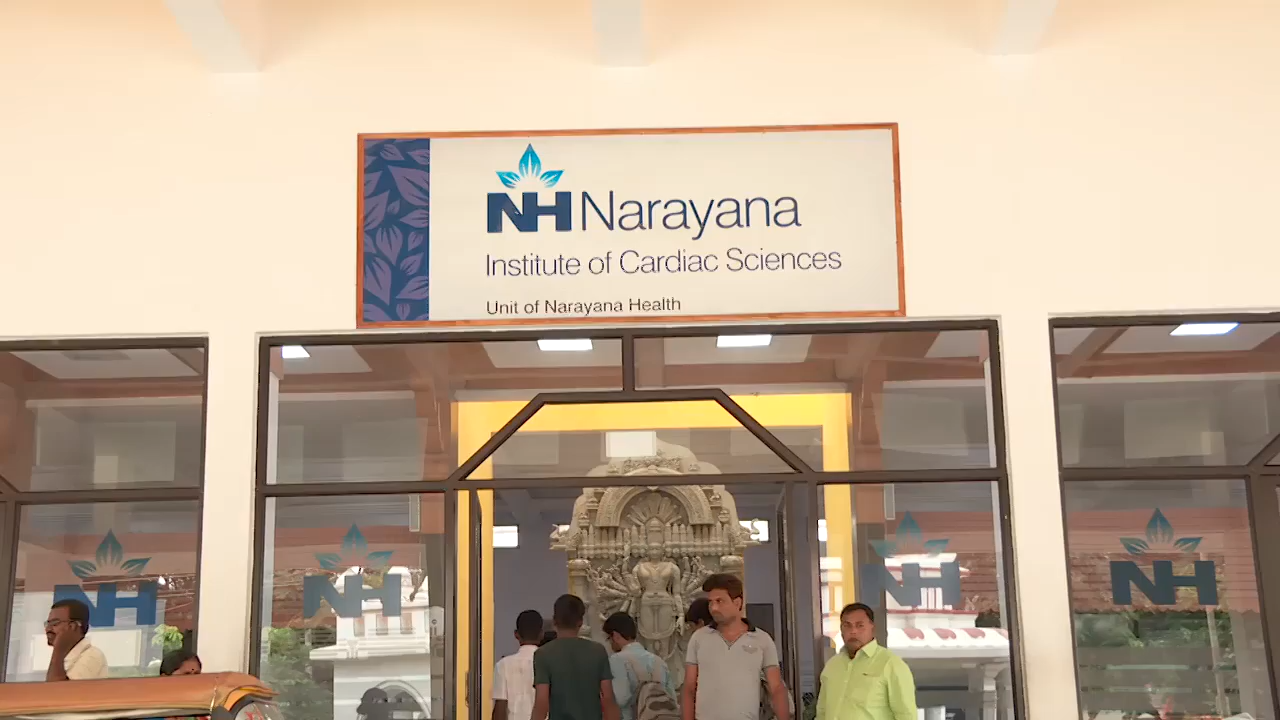 NH Narayana
Institute of Cardiac Sciences
Unit of Narayana Health
NH
NH
NH
NH